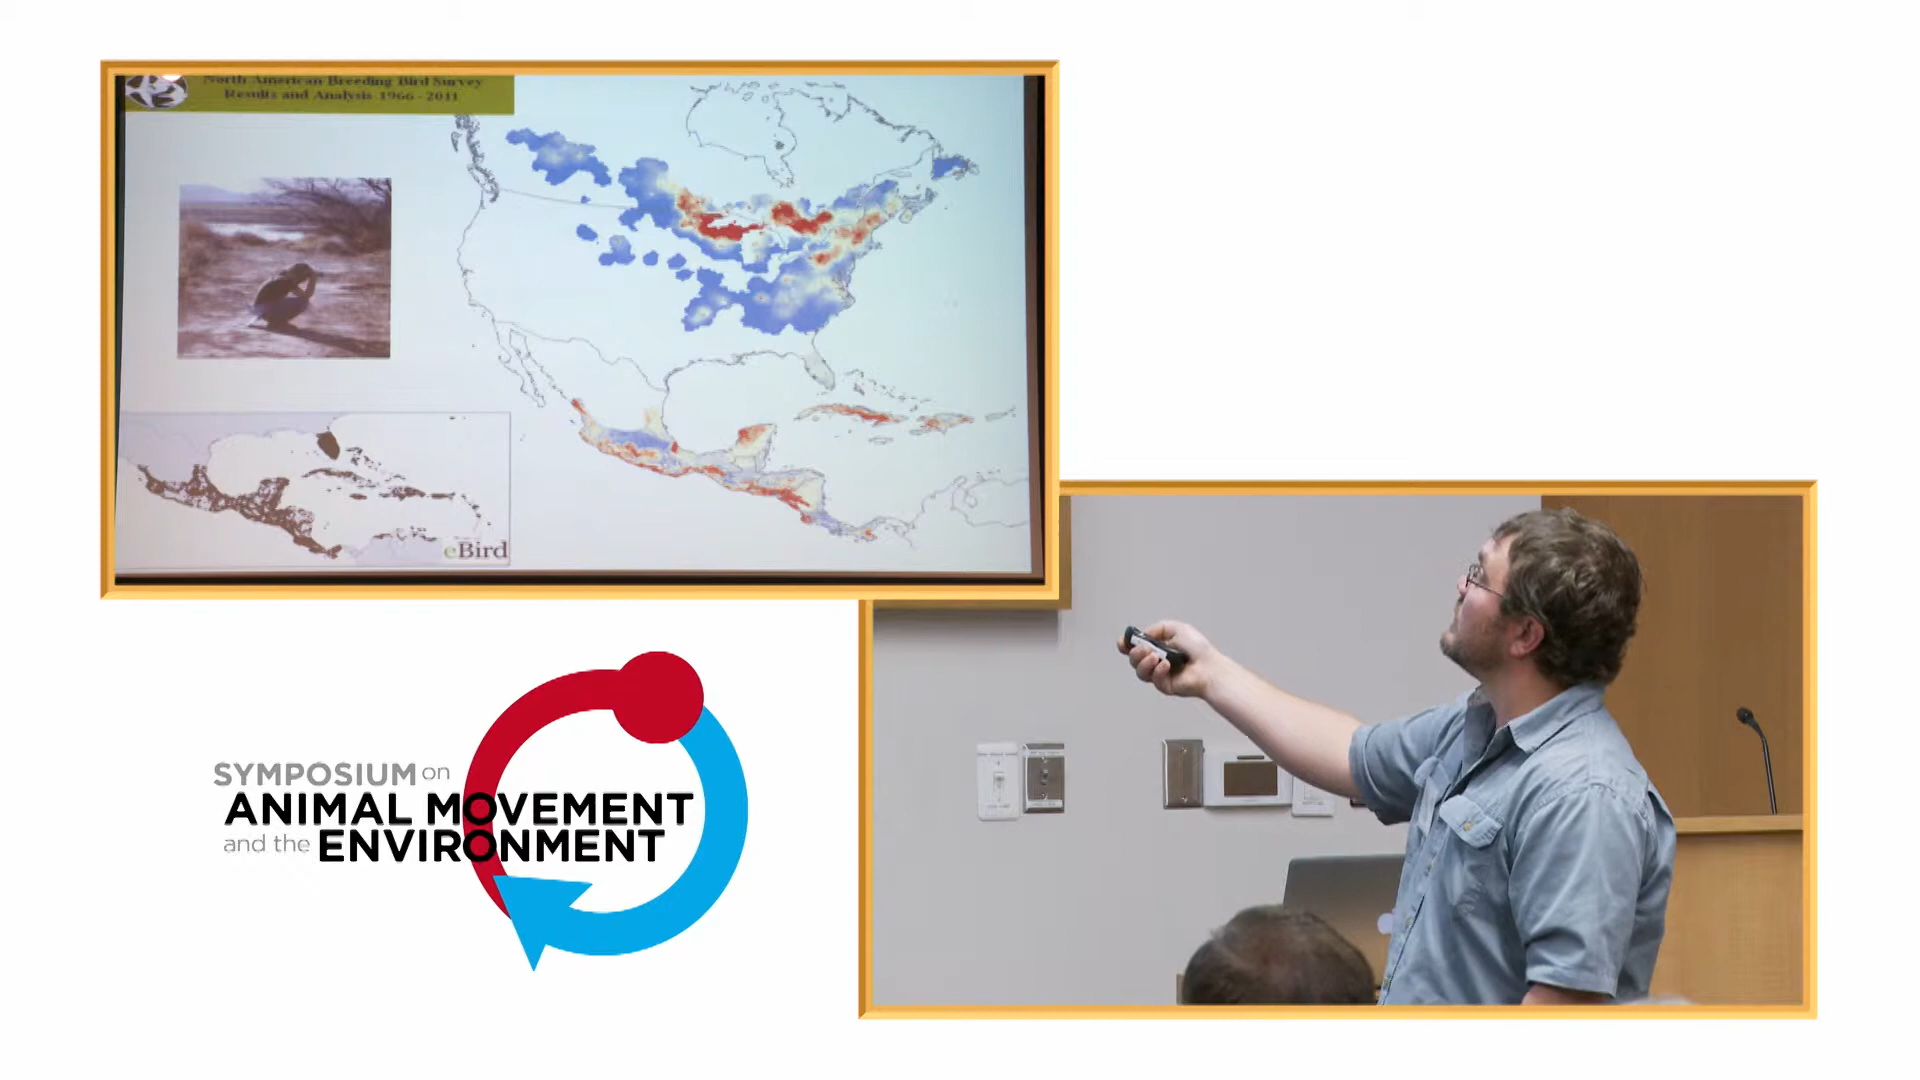 North American Breeding Bird Survey
Results and Analysis 1966 - 2011
eBird
SYMPOSIUM on
ANIMAL MOVEMENT
and the ENVIRONMENT